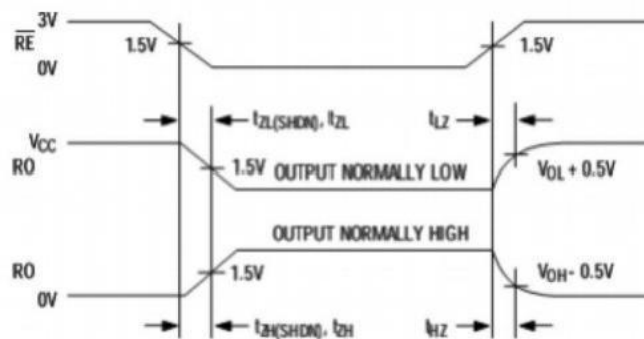 3V
RE
1.5V
1.5V
0V
tZL(SHDN), tZL
tLZ
VCC
RO
1.5V
OUTPUT NORMALLY LOW
VOL + 0.5V
OUTPUT NORMALLY HIGH
RO
1.5V
VOH - 0.5V
0V
tZH(SHDN), tZH
tHZ